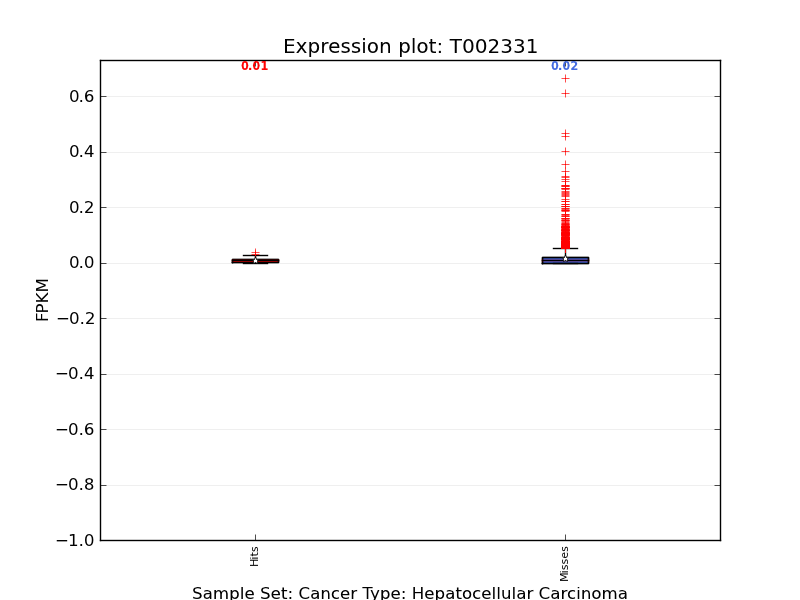 Expression plot: T002331
0.01
0.02
0.6
0.4
0.2
0.0
−0.2
−0.4
−0.6
−0.8
−1.0
FPKM
Hits
Misses
Sample Set: Cancer Type: Hepatocellular Carcinoma